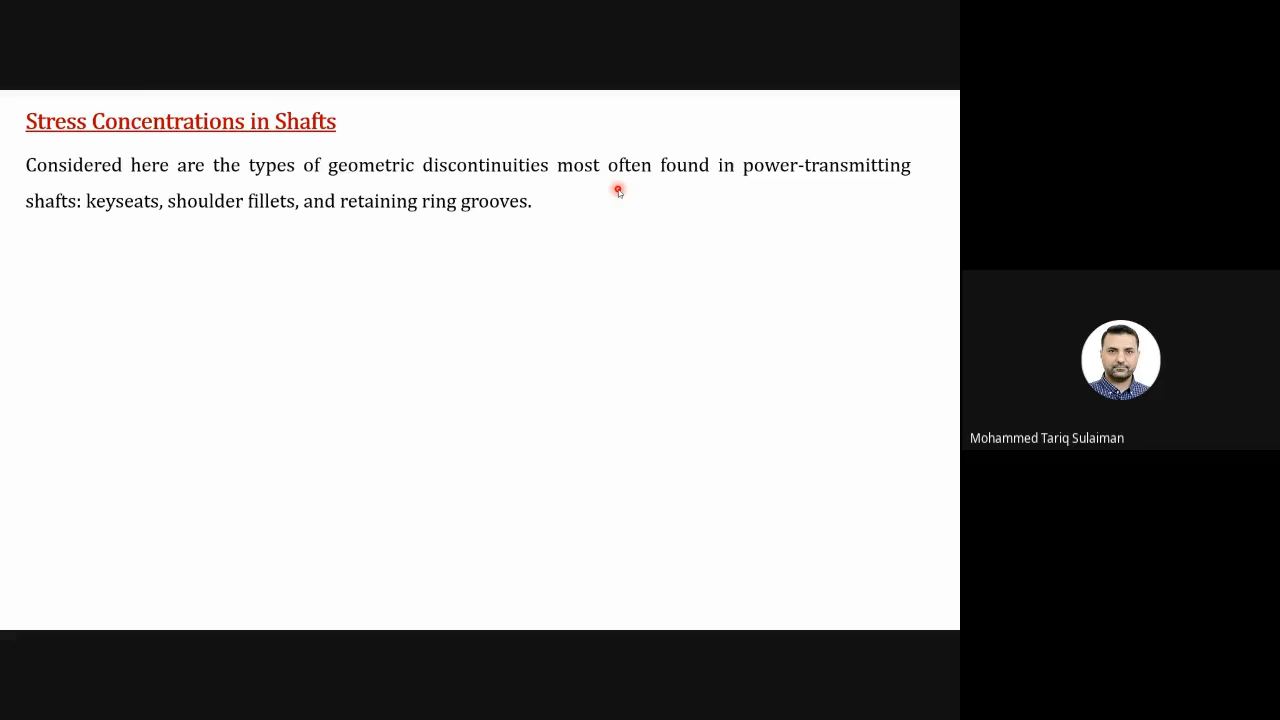 Stress Concentrations in Shafts
Considered here are the types of geometric discontinuities most often found in power-transmitting
shafts: keyseats, shoulder fillets, and retaining ring grooves.
Mohammed Tariq Sulaiman